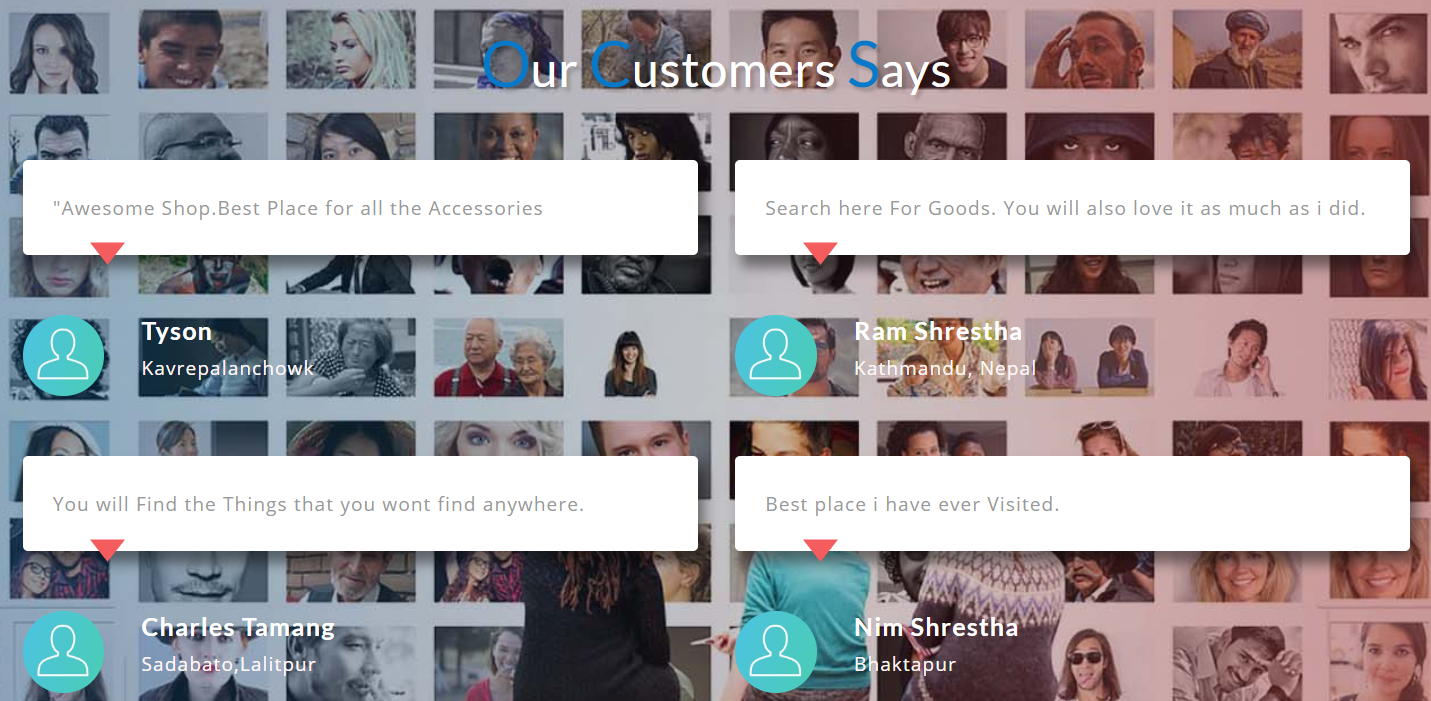 Our Customers Says
"Awesome Shop.Best Place for all the Accessories
Search here For Goods. You will also love it as much as i did.
Tyson
Kavrepalanchowk
Ram Shrestha
Kathmandu, Nepal
You will Find the Things that you wont find anywhere.
Best place i have ever Visited.
Charles Tamang
Sadabato,Lalitpur
Nim Shrestha
Bhaktapur